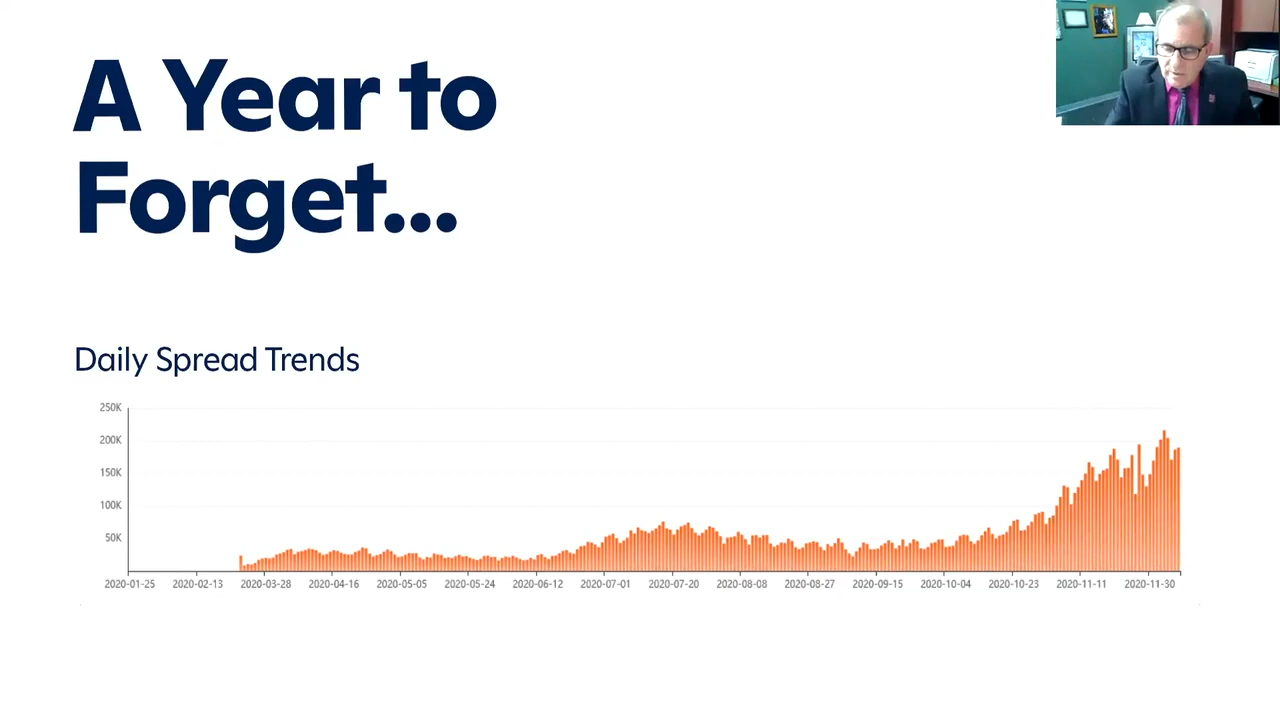 A Year to
Forget...
Daily Spread Trends
250K
200K
150K
100K
50K
2020-01-25 2020-02-13 2020-03-28 2020-04-16 2020-05-05 2020-05-24 2020-06-12 2020-07-01 2020-07-20 2020-08-08 2020-08-27 2020-09-15 2020-10-04 2020-10-23 2020-11-11 2020-11-30